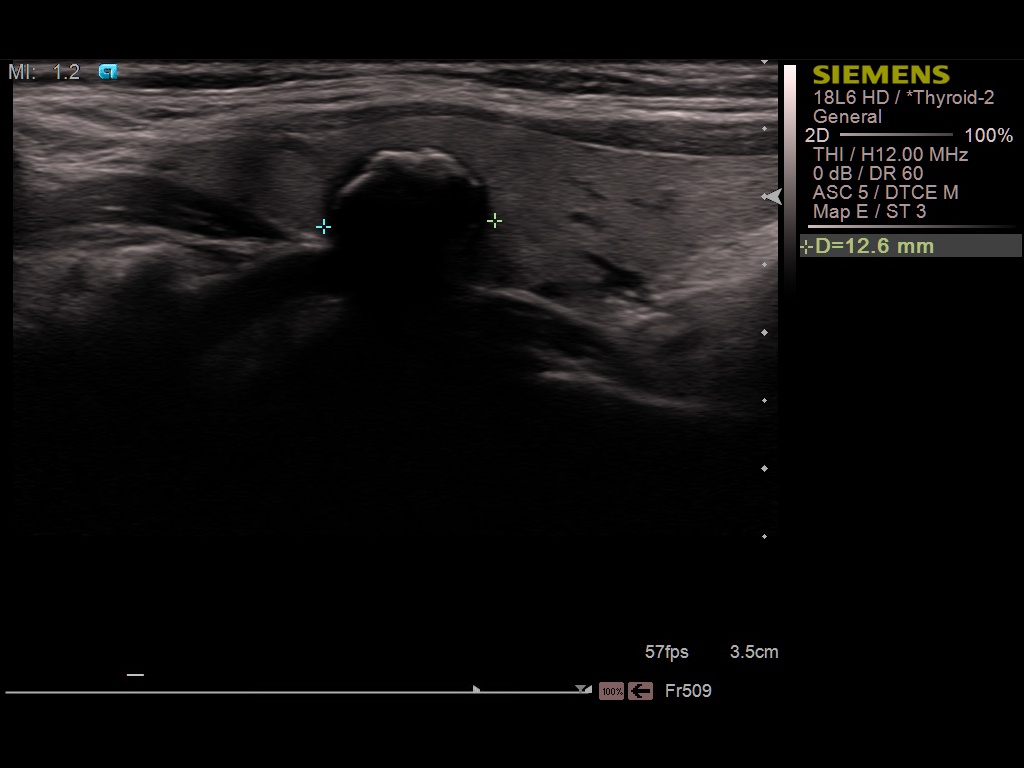 MI: 1.2
SIEMENS
18L6 HD / *Thyroid-2
General
2D 100%
THI / H12.00 MHz
0 dB / DR 60
ASC 5 / DTCE M
Map E / ST 3
D=12.6 mm
57fps 3.5cm
100% Fr509